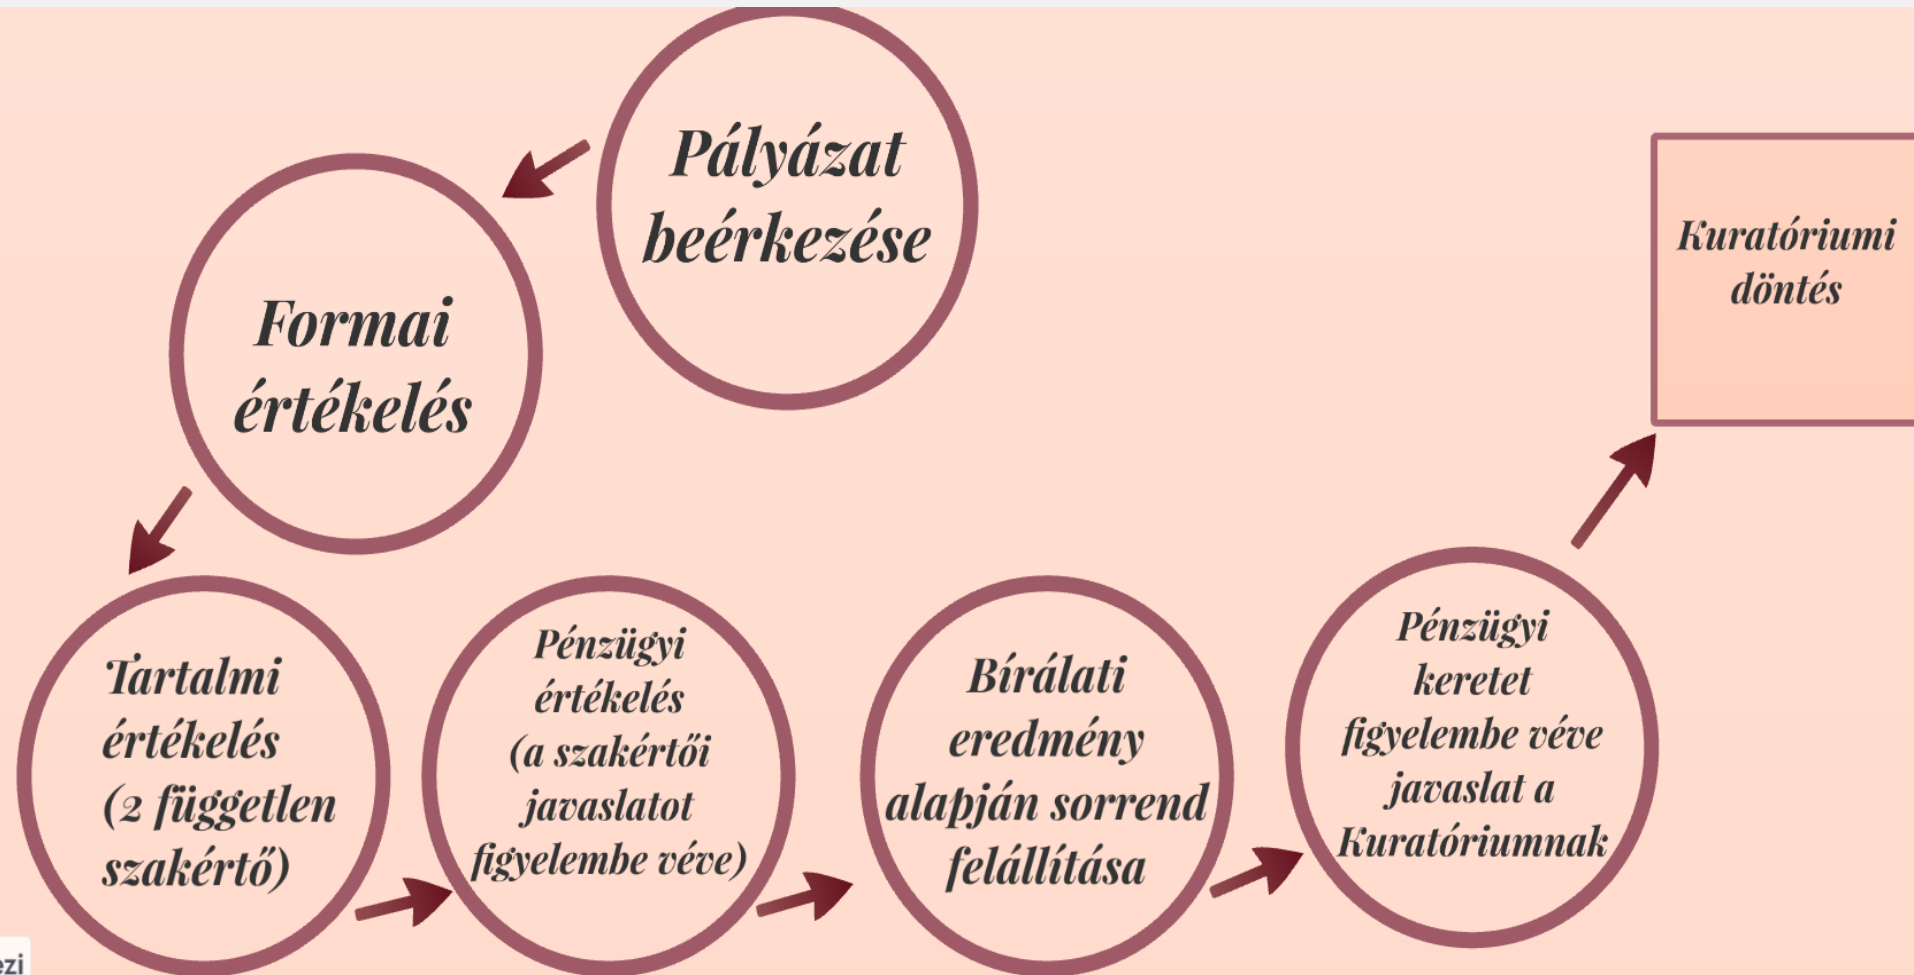 Pályázat
beérkezése
Formai
értékelés
Tartalmi
értékelés
(2 független
szakértő)
Pénzügyi
értékelés
(a szakértői
javaslatot
figyelembe véve)
Bírálati
eredmény
alapján sorrend
felállítása
Pénzügyi
keretet
figyelembe véve
javaslat a
Kuratóriumnak
Kuratóriumi
döntés